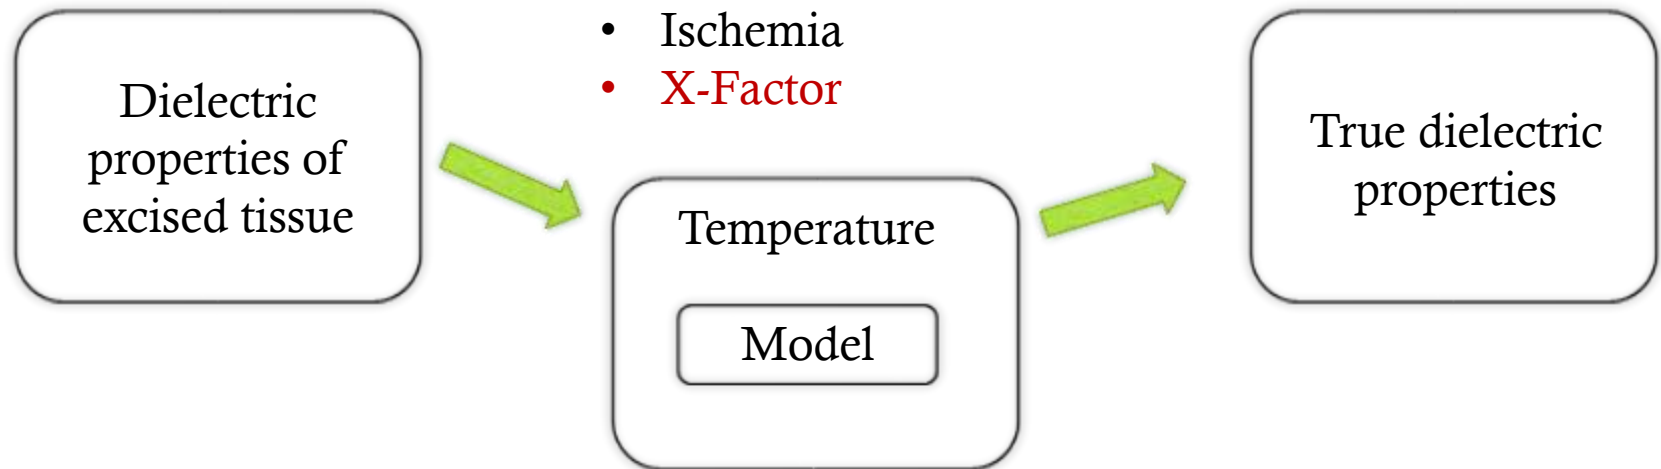 Dielectric
properties of
excised tissue
• Ischemia
• X-Factor
Temperature
Model
True dielectric
properties